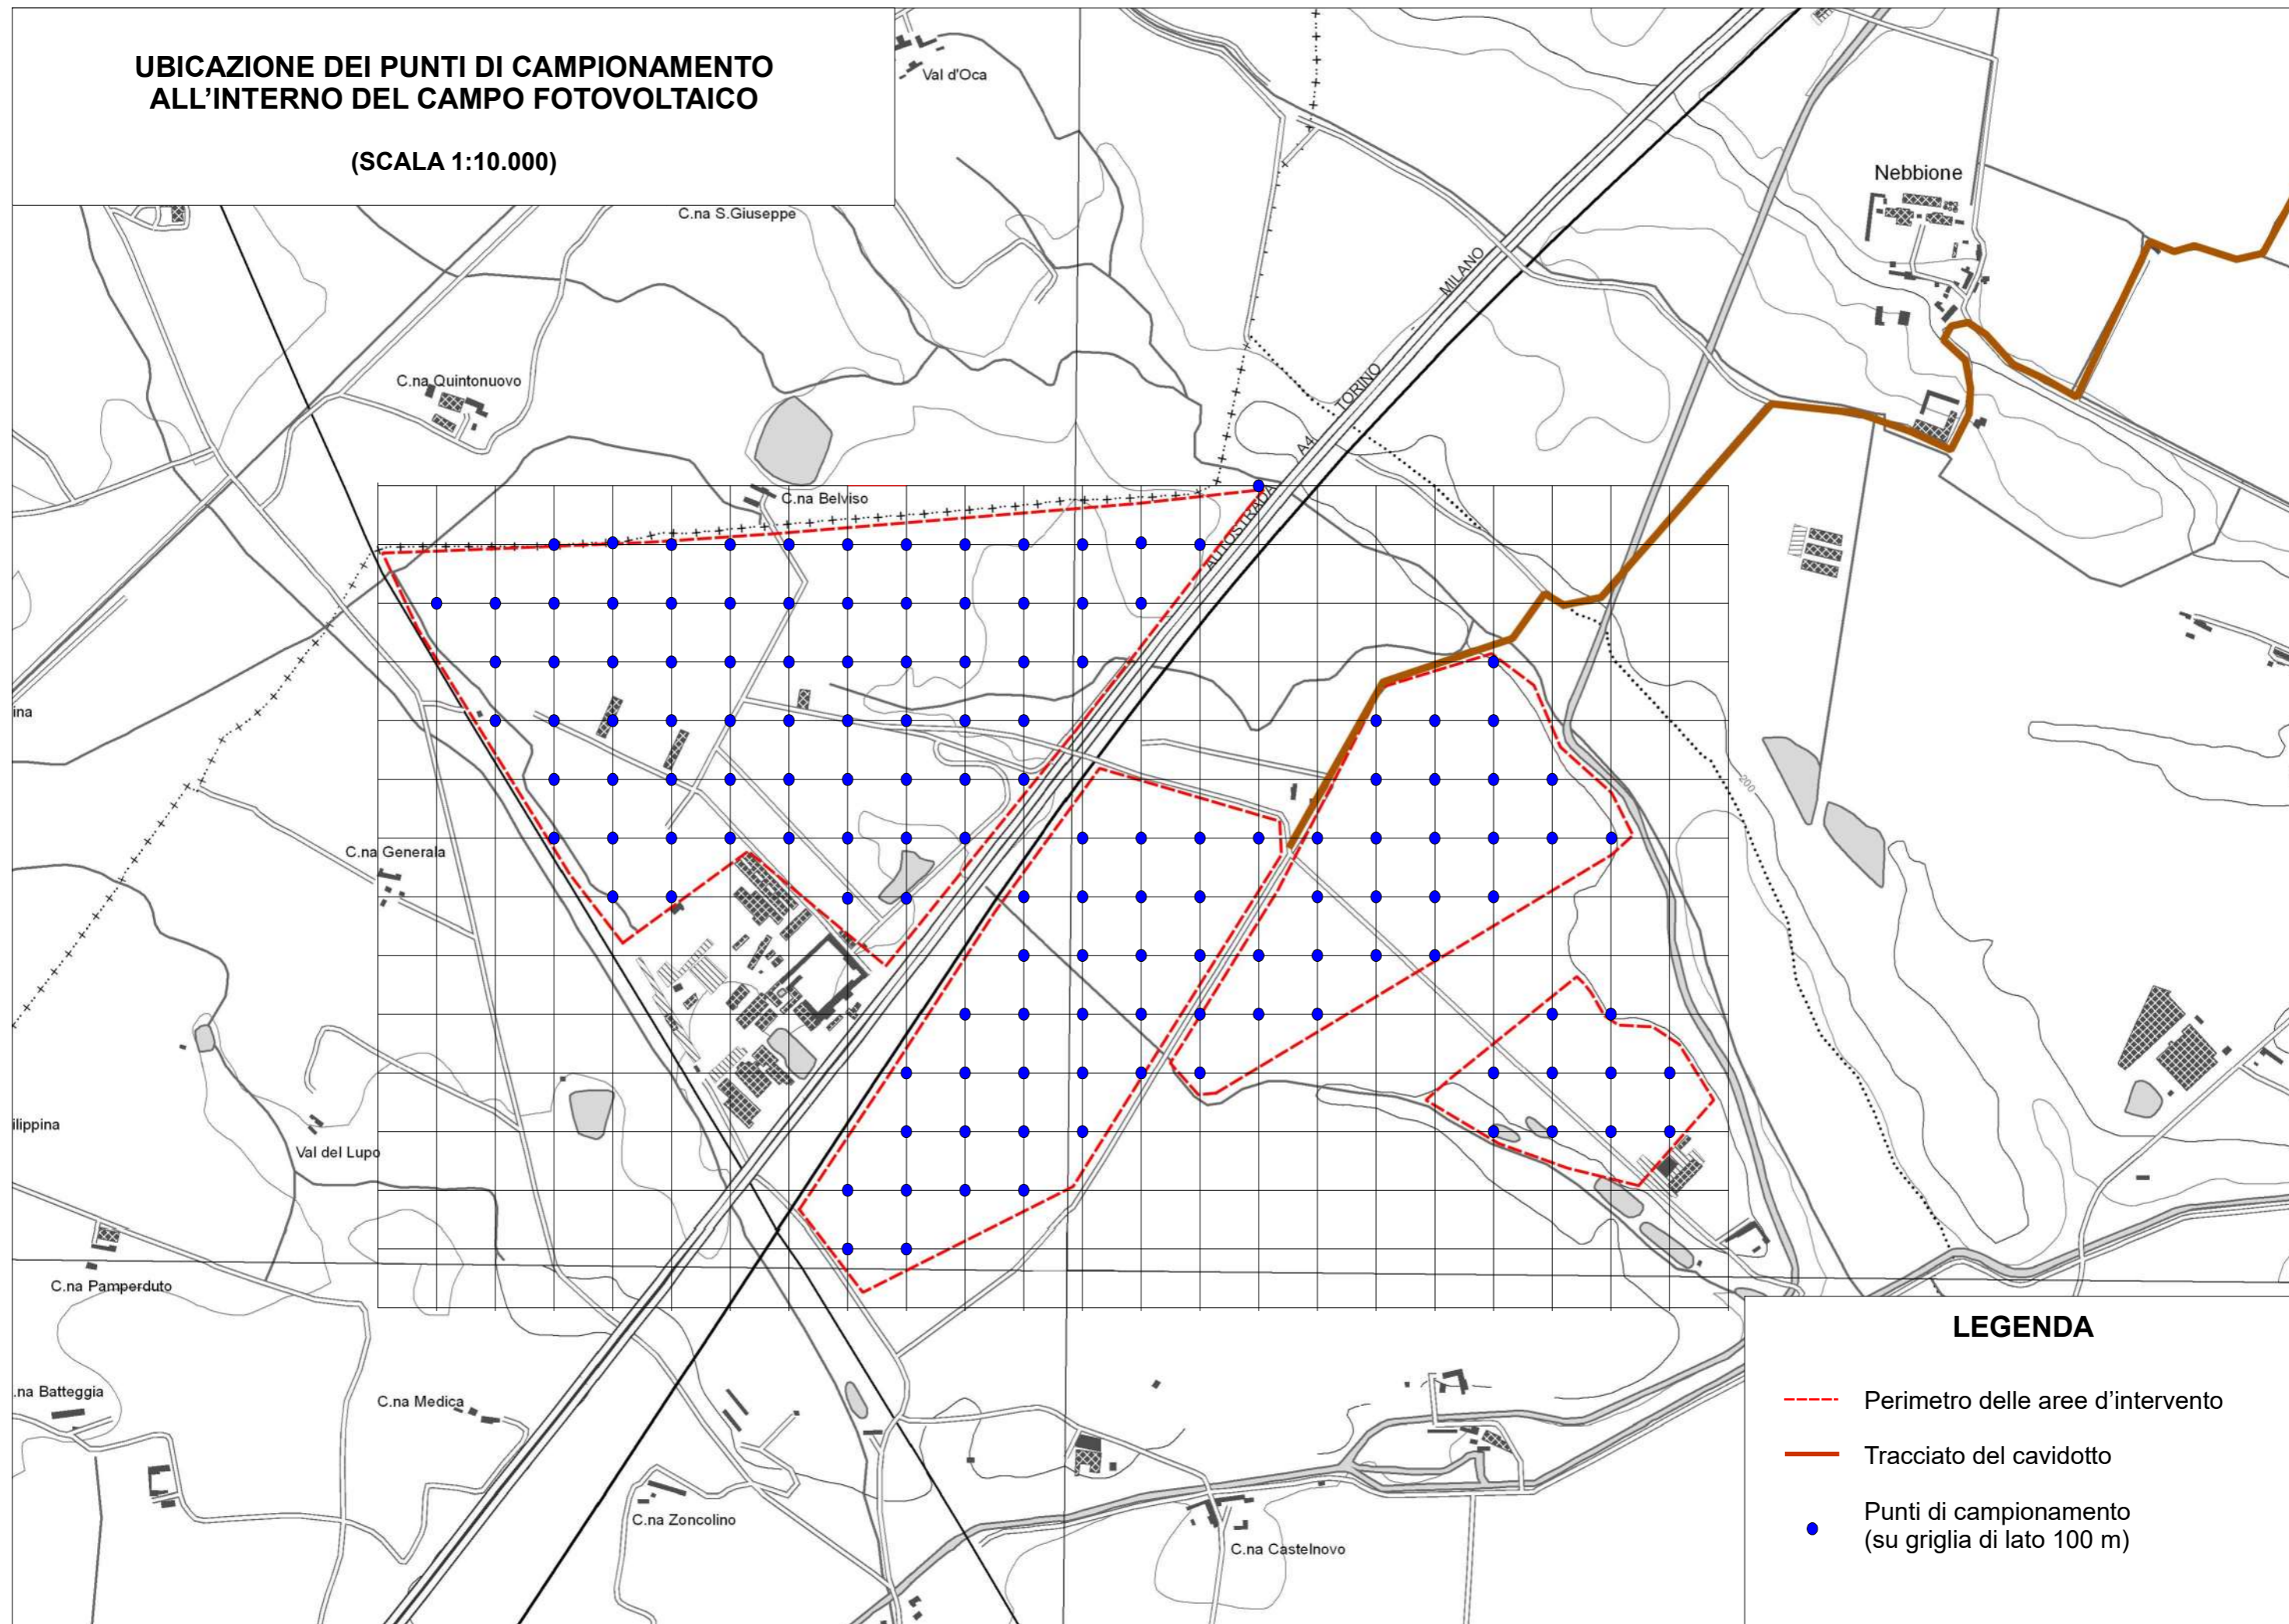 UBICAZIONE DEI PUNTI DI CAMPIONAMENTO
ALL'INTERNO DEL CAMPO FOTOVOLTAICO
(SCALA 1:10.000)
Val d'Oca
C.na S.Giuseppe
Nebbione
MILANO
TORINO
A4
AUTOSTRADA
C.na Quintonuovo
C.na Belviso
ina
200
C.na Generala
ilippina
Val del Lupo
C.na Pamperduto
.na Batteggia
C.na Medica
C.na Zoncolino
C.na Castelnovo
LEGENDA
Perimetro delle aree d'intervento
Tracciato del cavidotto
Punti di campionamento
(su griglia di lato 100 m)